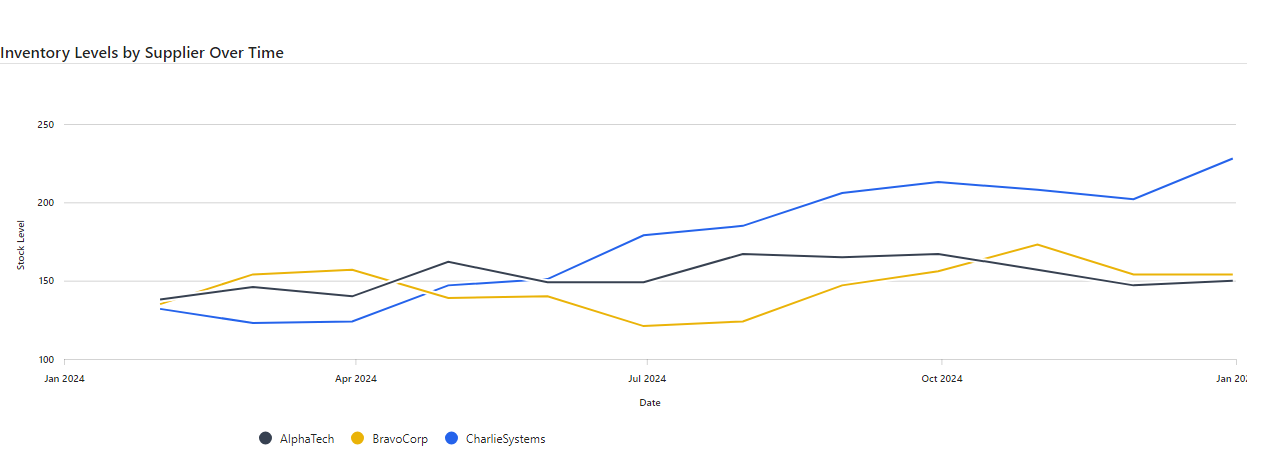 Inventory Levels by Supplier Over Time
250
200
150
100
Stock Level
Jan 2024 Apr 2024 Jul 2024 Oct 2024 Jan
Date
AlphaTech BravoCorp CharlieSystems